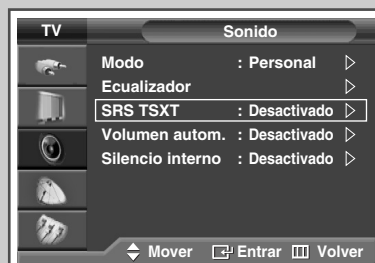 TV Sonido
Modo : Personal
Ecualizador
SRS TSXT : Desactivado
Volumen autom. : Desactivado
Silencio interno : Desactivado
Mover Entrar Volver